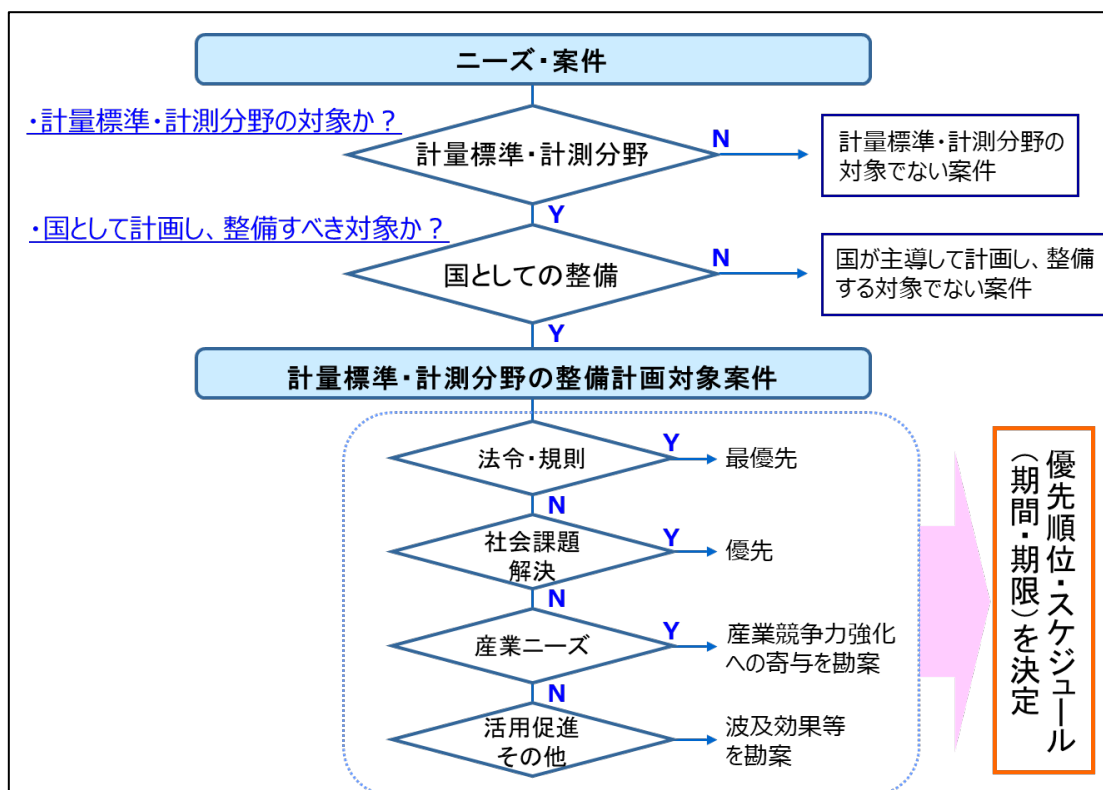 ニーズ・案件
・計量標準・計測分野の対象か？
計量標準・計測分野
N
計量標準・計測分野の
対象でない案件
Y
・国として計画し、整備すべき対象か？
国としての整備
N
国が主導して計画し、整備
する対象でない案件
Y
計量標準・計測分野の整備計画対象案件
法令・規則
Y
最優先
N
社会課題
解決
Y
優先
N
産業ニーズ
Y
産業競争力強化
への寄与を勘案
N
活用促進
その他
波及効果等
を勘案
優先順位・スケジュール
（期間・期限）を決定